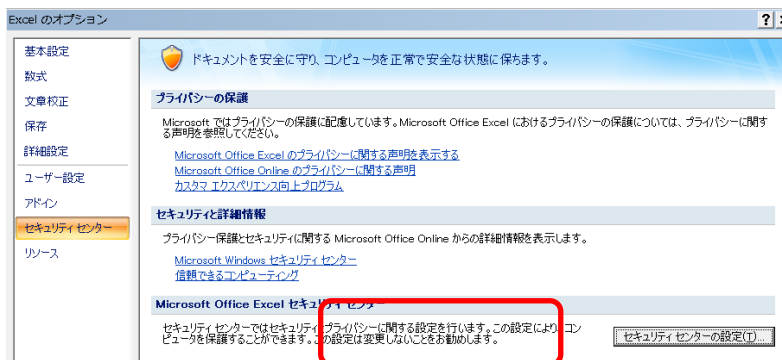 Excel のオプション
基本設定
数式
文章校正
保存
詳細設定
ユーザー設定
アドイン
セキュリティ センター
リソース
ドキュメントを安全に守り、コンピュータを正常で安全な状態に保ちます。
プライバシーの保護
Microsoft ではプライバシーの保護に配慮しています。Microsoft Office Excel におけるプライバシーの保護については、プライバシーに関す
る声明を参照してください。
Microsoft Office Excel のプライバシーに関する声明を表示する
Microsoft Office Online のプライバシーに関する声明
カスタマ エクスペリエンス向上プログラム
セキュリティと詳細情報
プライバシー保護とセキュリティに関する Microsoft Office Online からの詳細情報を表示します。
Microsoft Windows セキュリティ センター
信頼できるコンピューティング
Microsoft Office Excel セキュリティ センター
セキュリティ センターではセキュリティとプライバシーに関する設定を行います。この設定により、コン
ピュータを保護することができます。この設定は変更しないことをお勧めします。
セキュリティ センターの設定(T)...